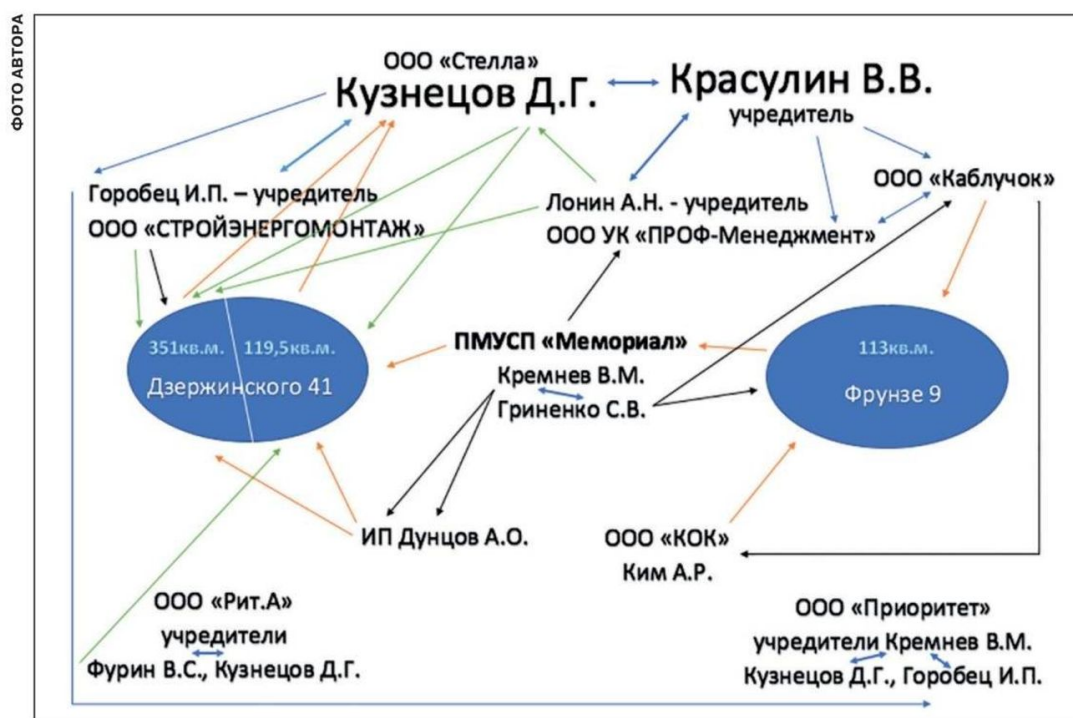 ФОТО АВТОРА
ООО «Стелла»
Кузнецов Д.Г.
Красулин В.В.
учредитель
Горобец И.П. – учредитель
ООО «СТРОЙЭНЕРГОМОНТАЖ»
Лонин А.Н. - учредитель
ООО УК «ПРОФ-Менеджмент»
ООО «Каблучок»
351кв.м.
119,5кв.м.
Дзержинского 41
ПМУСП «Мемориал»
Кремнев В.М.
Гриненко С.В.
113кв.м.
Фрунзе 9
ИП Дунцов А.О.
ООО «КОК»
Ким А.Р.
ООО «Рит.А»
учредители
Фурин В.С., Кузнецов Д.Г.
ООО «Приоритет»
учредители Кремнев В.М.
Кузнецов Д.Г., Горобец И.П.